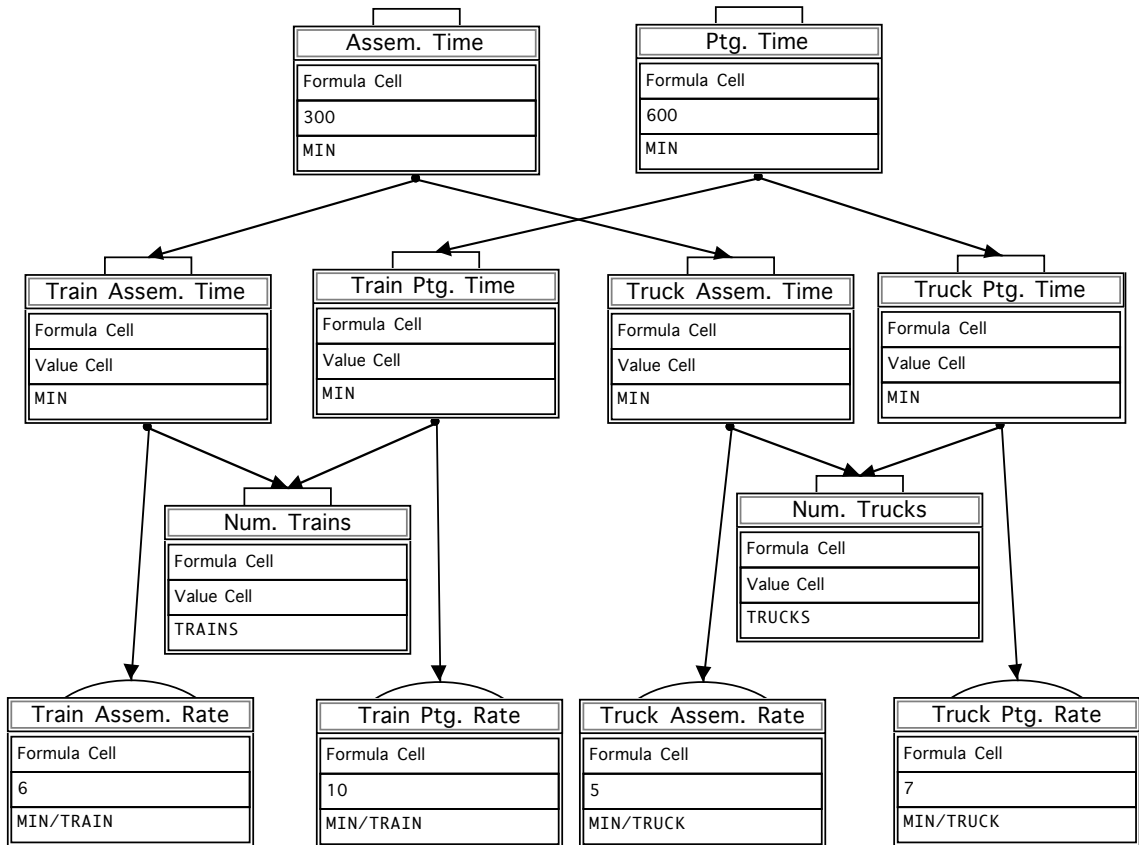 Assem. Time
Formula Cell
300
MIN
Ptg. Time
Formula Cell
600
MIN
Train Assem. Time
Formula Cell
Value Cell
MIN
Train Ptg. Time
Formula Cell
Value Cell
MIN
Truck Assem. Time
Formula Cell
Value Cell
MIN
Truck Ptg. Time
Formula Cell
Value Cell
MIN
Num. Trains
Formula Cell
Value Cell
TRAINS
Num. Trucks
Formula Cell
Value Cell
TRUCKS
Train Assem. Rate
Formula Cell
6
MIN/TRAIN
Train Ptg. Rate
Formula Cell
10
MIN/TRAIN
Truck Assem. Rate
Formula Cell
5
MIN/TRUCK
Truck Ptg. Rate
Formula Cell
7
MIN/TRUCK